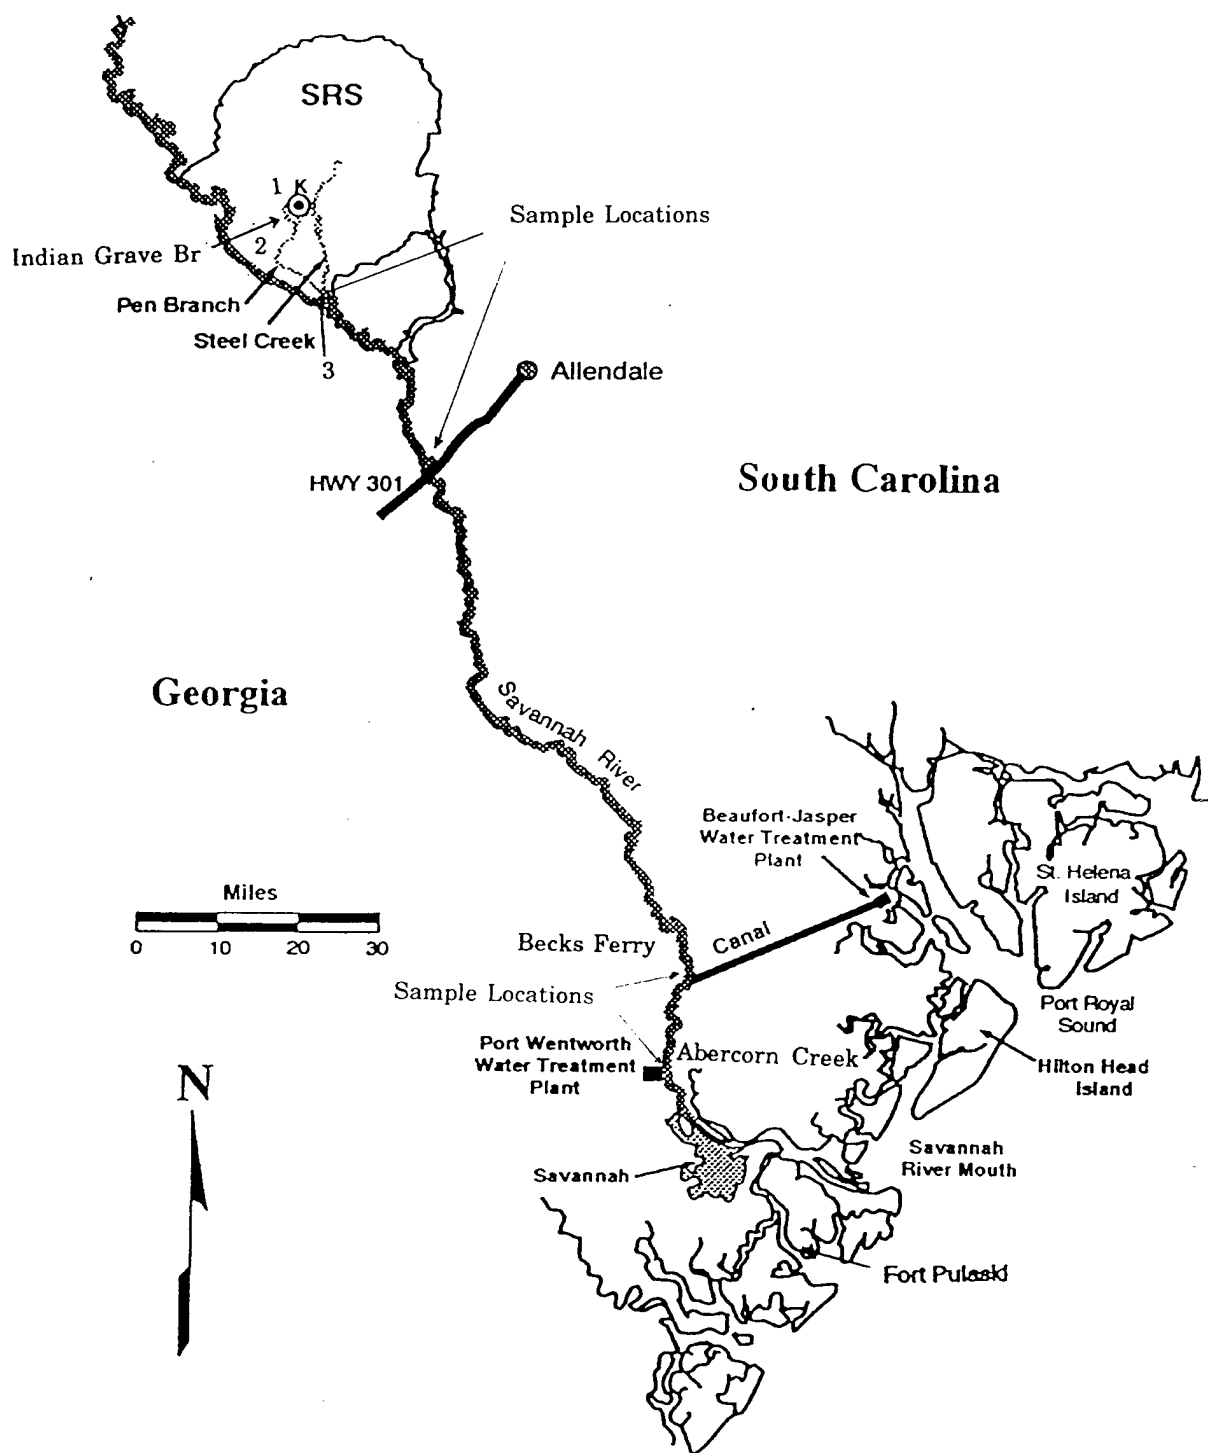 SRS
1 K
Sample Locations
2
Indian Grave Br
Pen Branch
Steel Creek
3
Allendale
HWY 301
South Carolina
Georgia
Savannah River
Beaufort-Jasper
Water Treatment
Plant
St. Helena
Island
Miles
0 10 20 30
Becks Ferry
Canal
Sample Locations
Port Royal
Sound
Port Wentworth
Water Treatment
Plant
Abercorn Creek
Hilton Head
Island
N
Savannah
River Mouth
Savannah
Fort Pulaski